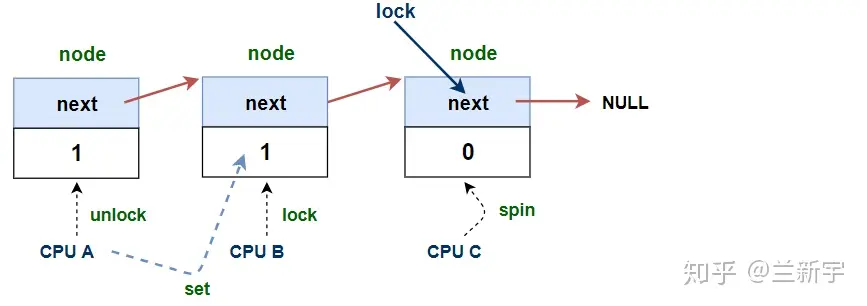 lock
node
node
node
next
next
next
NULL
1
1
0
unlock
lock
spin
CPU A
CPU B
CPU C
set
知乎 @兰新宇